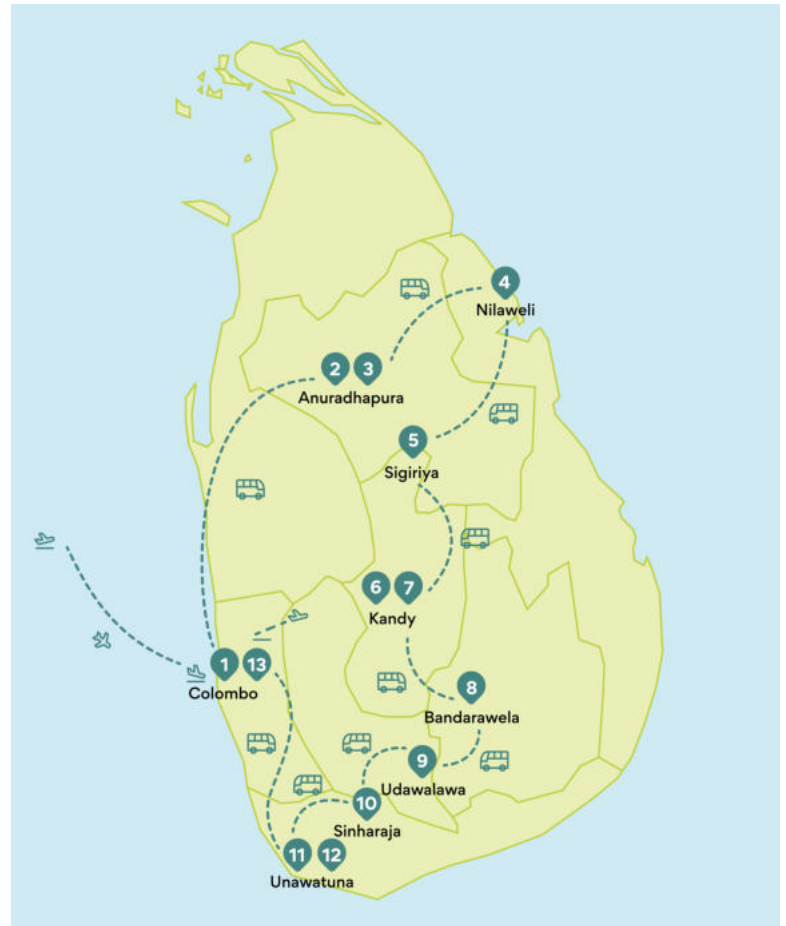 4
Nilaweli
2 3
Anuradhapura
5
Sigiriya
6 7
Kandy
1 13
Colombo
8
Bandarawela
9
Udawalawa
10
Sinharaja
11 12
Unawatuna